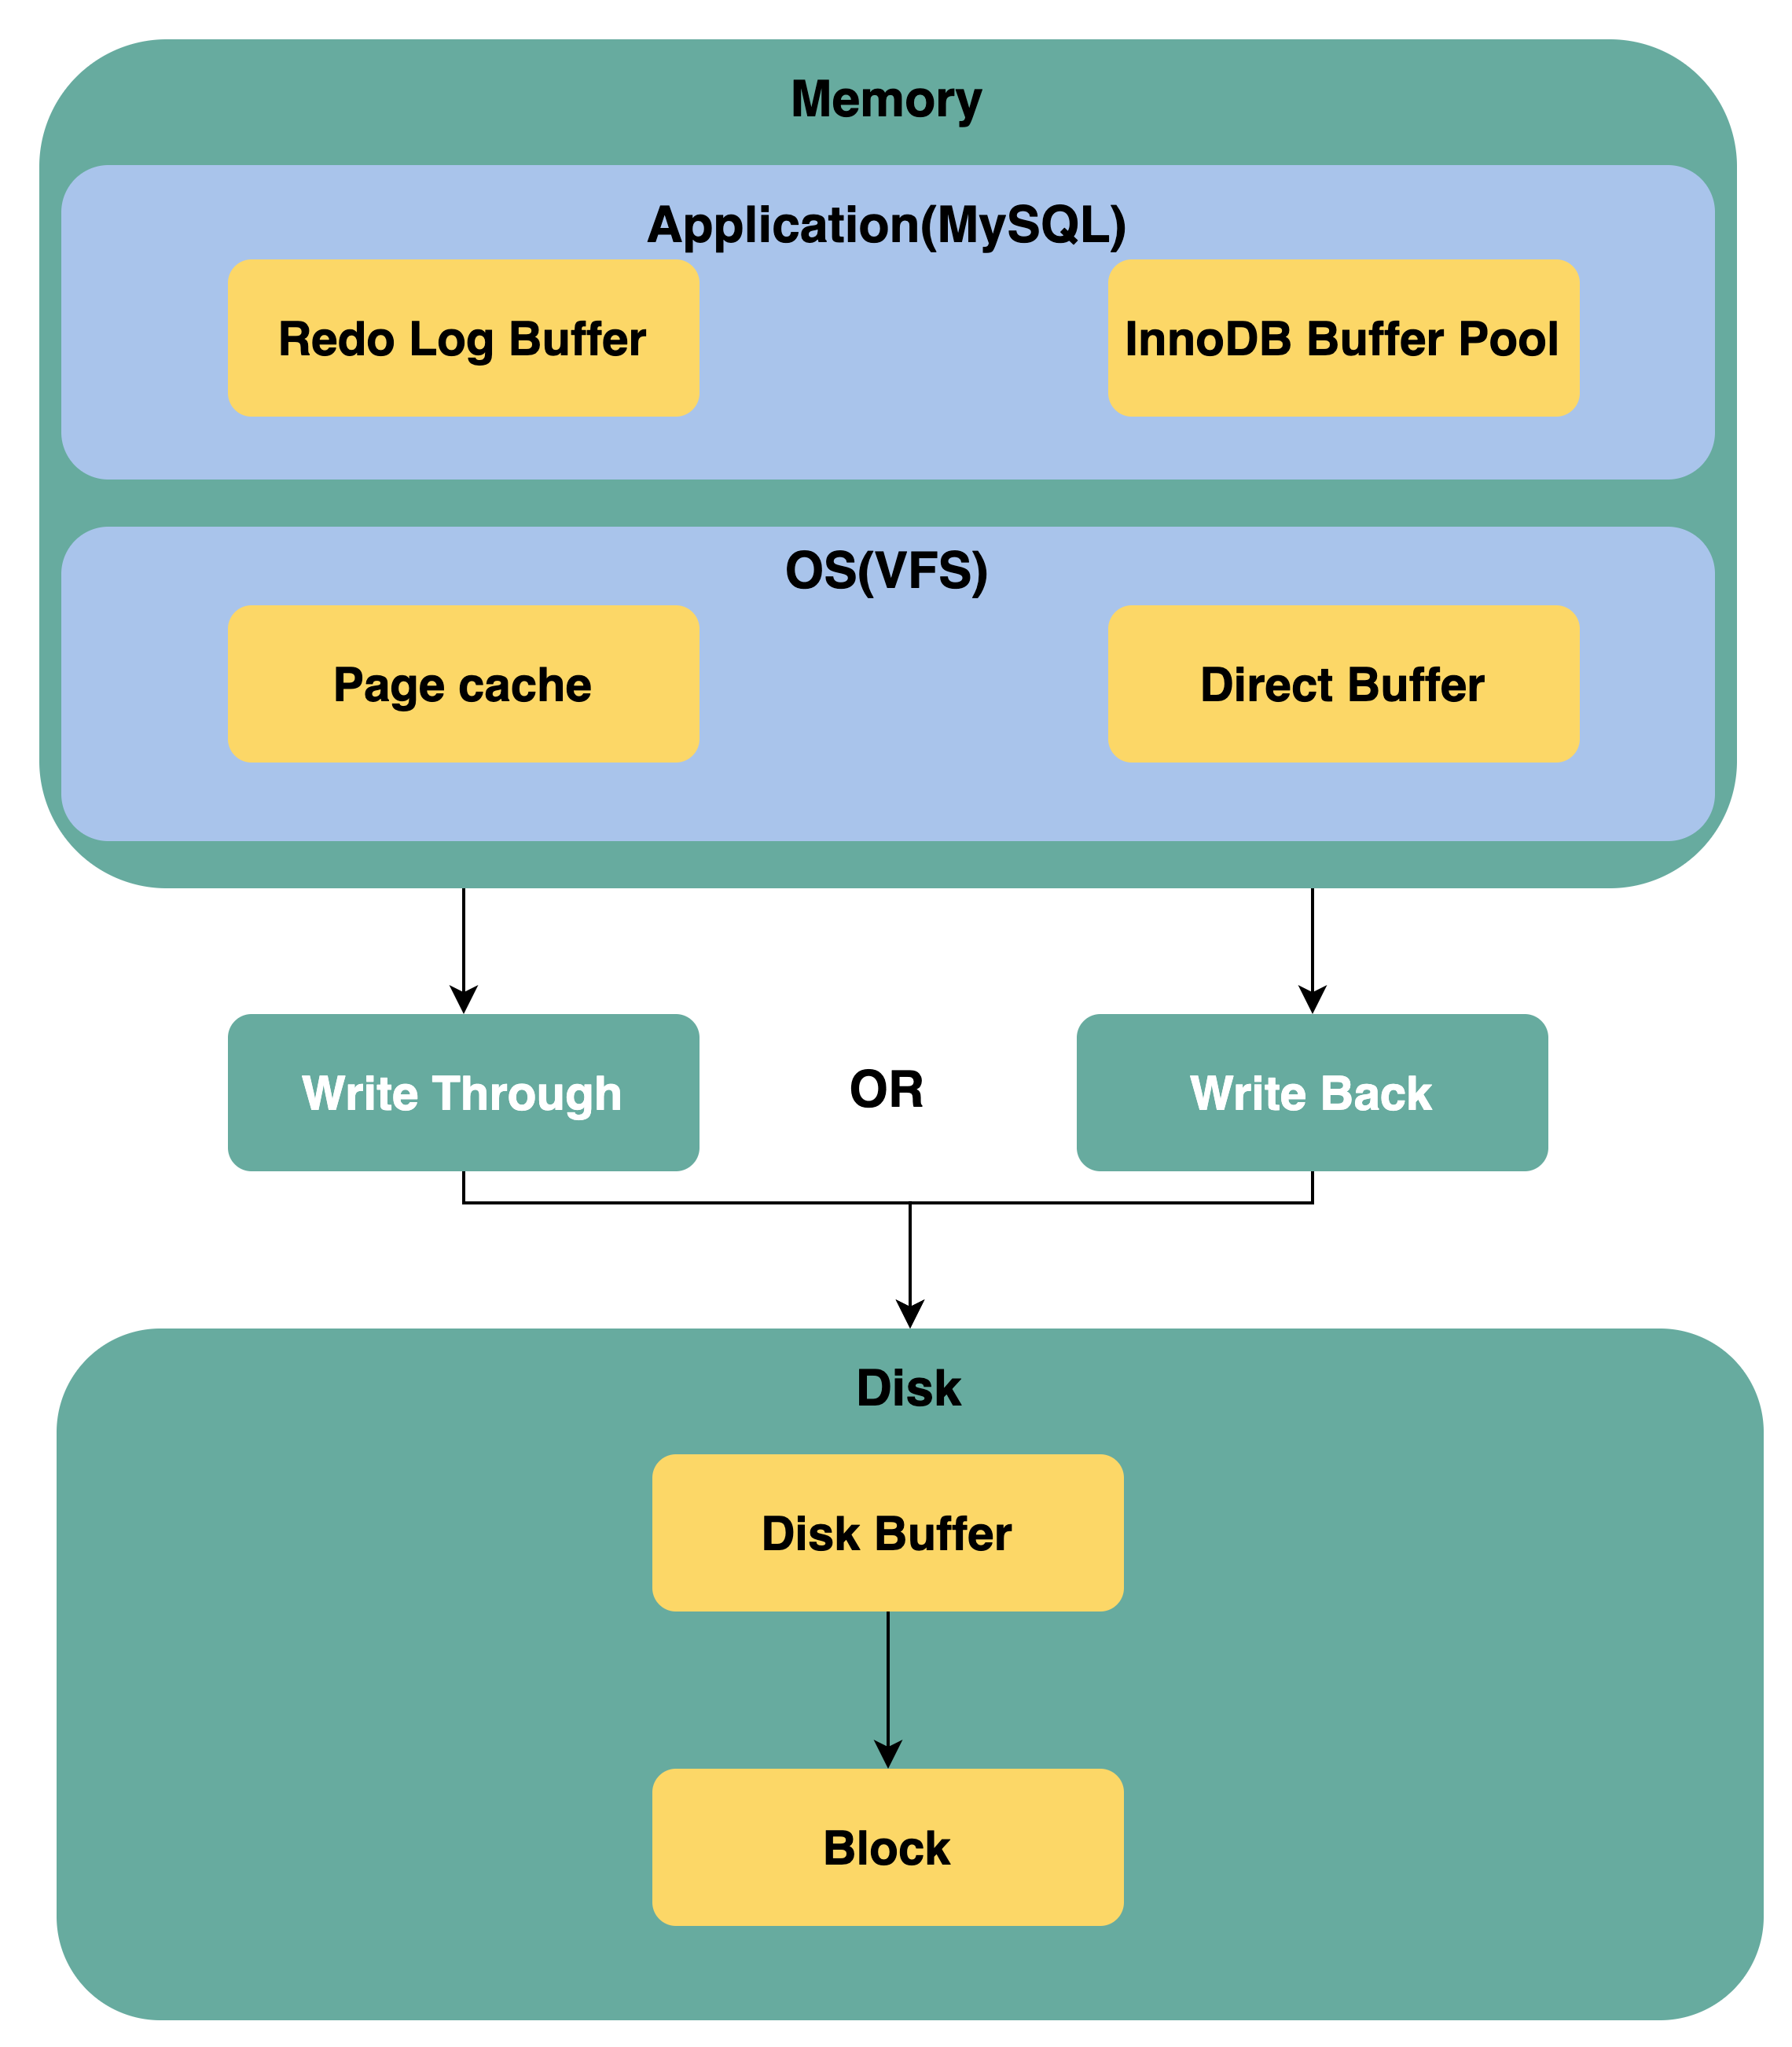 Memory
Application(MySQL)
Redo Log Buffer
InnoDB Buffer Pool
OS(VFS)
Page cache
Direct Buffer
Write Through
OR
Write Back
Disk
Disk Buffer
Block